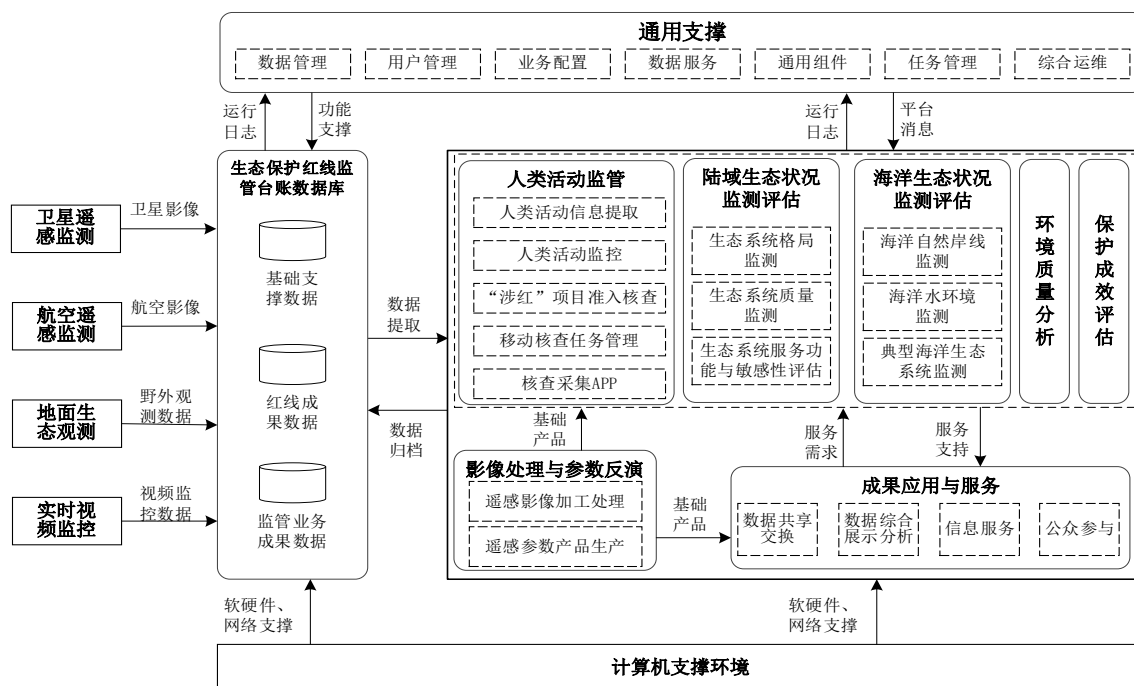 通用支撑
数据管理
用户管理
业务配置
数据服务
通用组件
任务管理
综合运维
运行
日志
功能
支撑
运行
日志
平台
消息
卫星遥
感监测
航空遥
感监测
地面生
态观测
实时视
频监控
卫星影像
航空影像
野外观
测数据
视频监
控数据
生态保护红线监
管台账数据库
基础支
撑数据
红线成
果数据
监管业务
成果数据
数据
提取
数据
归档
人类活动监管
人类活动信息提取
人类活动监控
“涉红”项目准入核查
移动核查任务管理
核查采集APP
陆域生态状况
监测评估
生态系统格局
监测
生态系统质量
监测
生态系统服务功
能与敏感性评估
海洋生态状况
监测评估
海洋自然岸线
监测
海洋水环境
监测
典型海洋生态
系统监测
环境质量分析
保护成效评估
基础
产品
服务
需求
服务
支持
影像处理与参数反演
遥感影像加工处理
遥感参数产品生产
基础
产品
成果应用与服务
数据共享
交换
数据综合
展示分析
信息服务
公众参与
软硬件、
网络支撑
软硬件、
网络支撑
计算机支撑环境